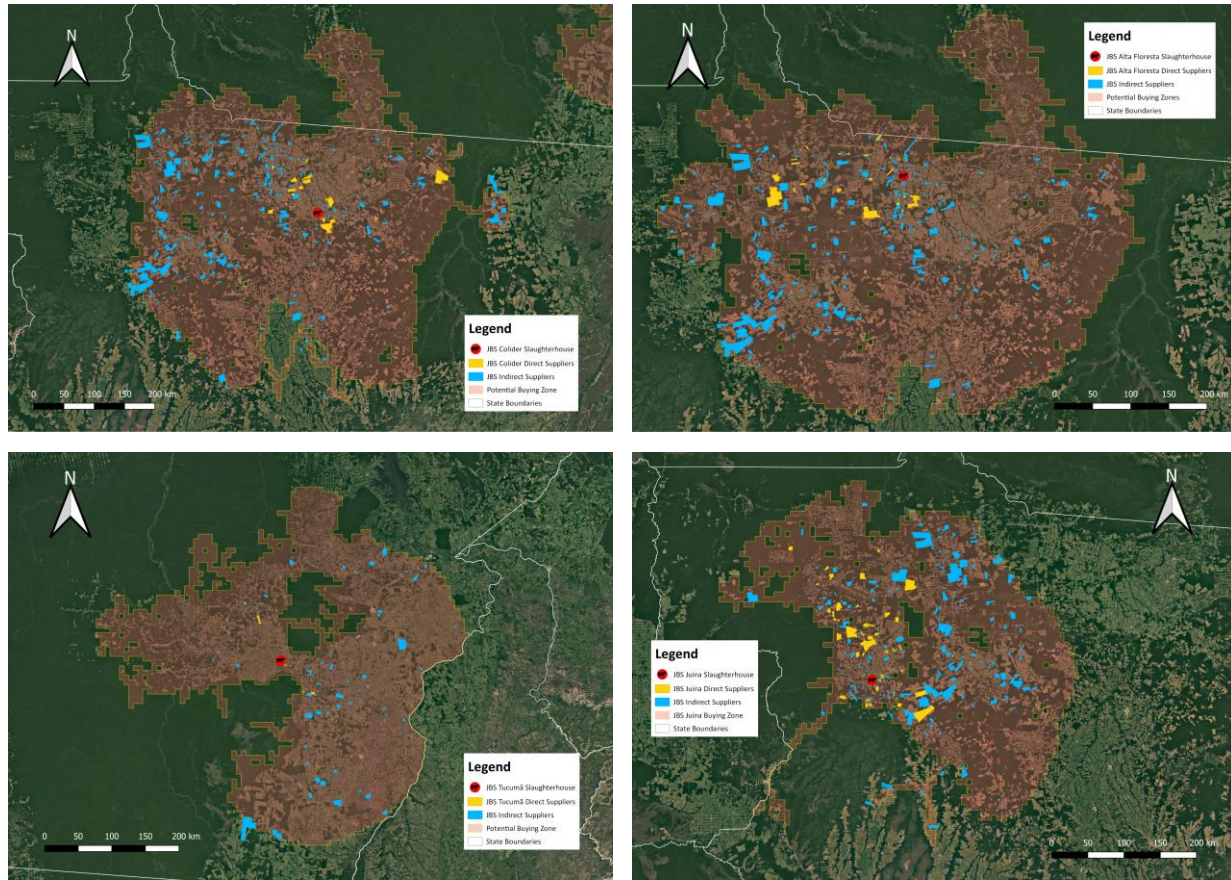 N
Legend
JBS Colider Slaughterhouse
JBS Colider Direct Suppliers
JBS Indirect Suppliers
Potential Buying Zone
State Boundaries
0 50 100 150 200 km
N
Legend
JBS Alta Floresta Slaughterhouse
JBS Alta Floresta Direct Suppliers
JBS Indirect Suppliers
Potential Buying Zones
State Boundaries
0 50 100 150 200 km
N
Legend
JBS Tucumã Slaughterhouse
JBS Tucumã Direct Suppliers
JBS Indirect Suppliers
Potential Buying Zone
State Boundaries
0 50 100 150 200 km
N
Legend
JBS Juina Slaughterhouse
JBS Juina Direct Suppliers
JBS Indirect Suppliers
JBS Juina Buying Zone
State Boundaries
0 50 100 150 200 km